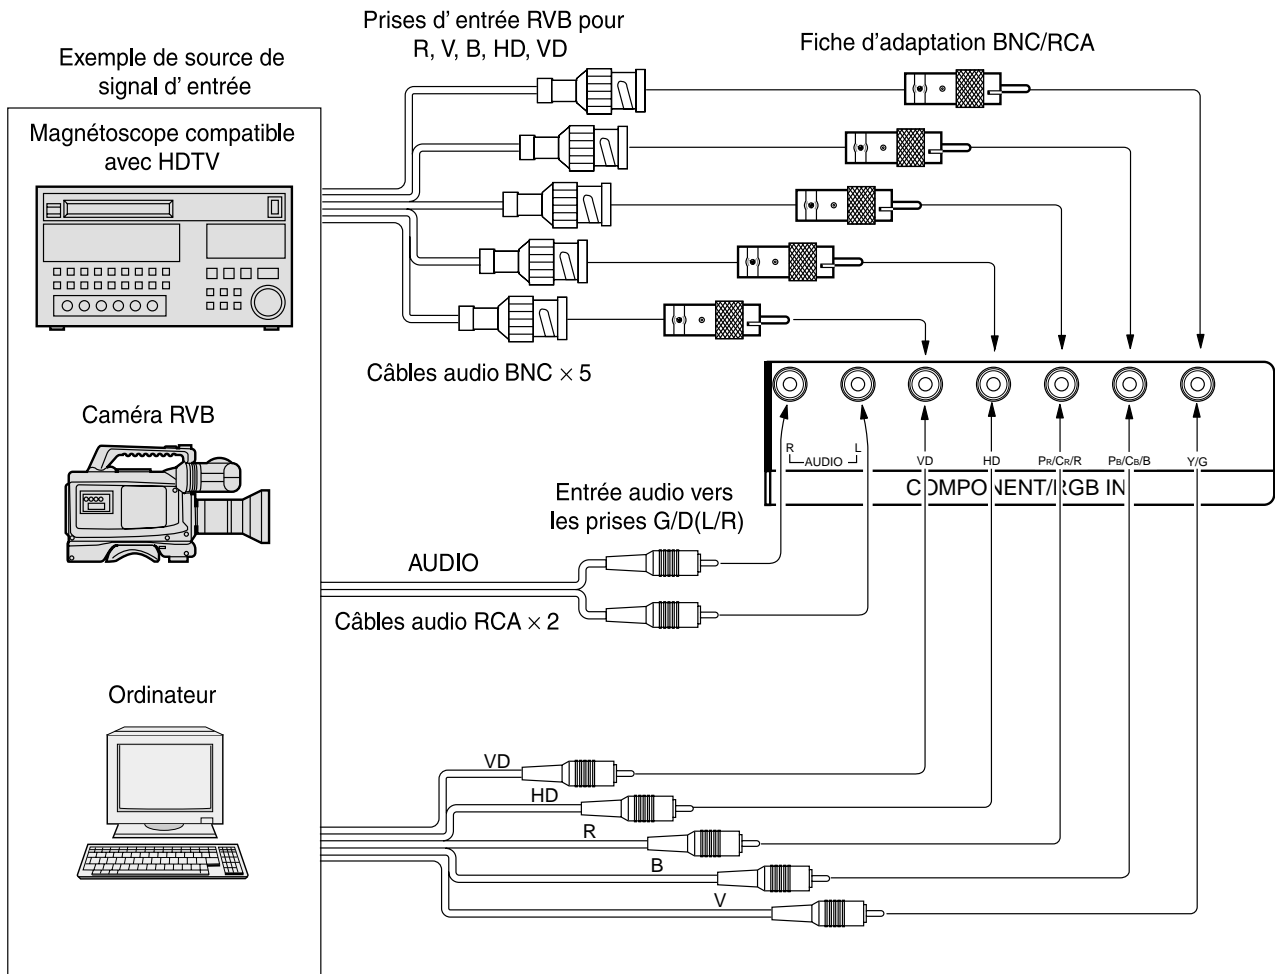 Prises d' entrée RVB pour
R, V, B, HD, VD
Fiche d'adaptation BNC/RCA
Exemple de source de
signal d' entrée
Magnétoscope compatible
avec HDTV
Câbles audio BNC × 5
Caméra RVB
R
L
AUDIO
VD
HD
PR/CR/R
PB/CB/B
Y/G
COMPONENT/RGB IN
Entrée audio vers
les prises G/D(L/R)
AUDIO
Câbles audio RCA × 2
Ordinateur
VD
HD
R
B
V